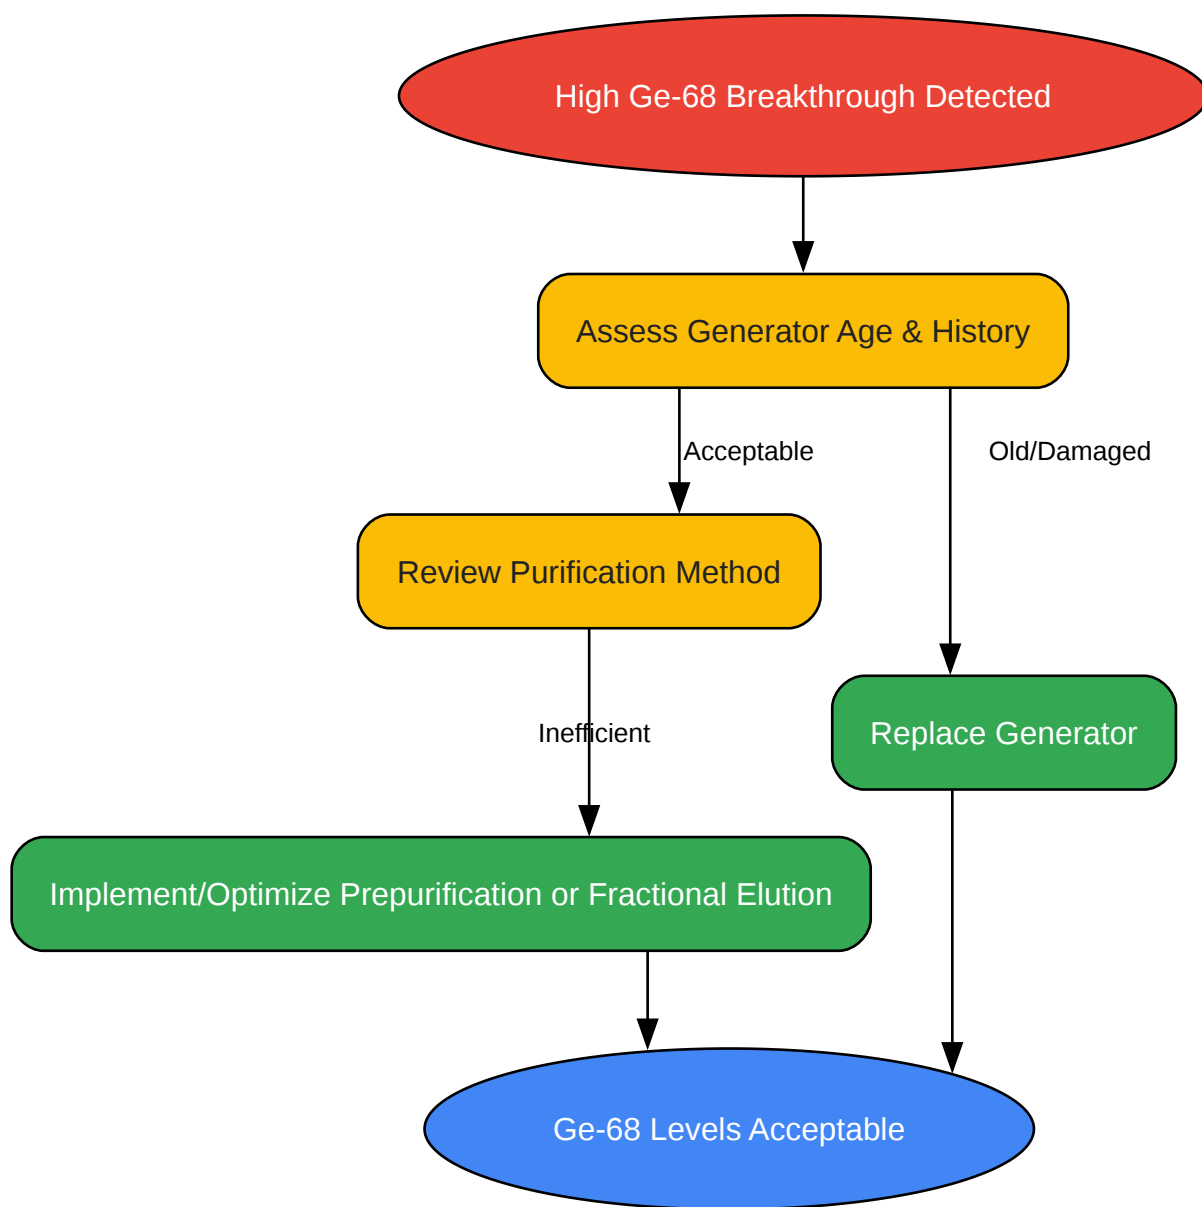 High Ge-68 Breakthrough Detected
Assess Generator Age & History
Acceptable
Old/Damaged
Review Purification Method
Inefficient
Replace Generator
Implement/Optimize Prepurification or Fractional Elution
Ge-68 Levels Acceptable